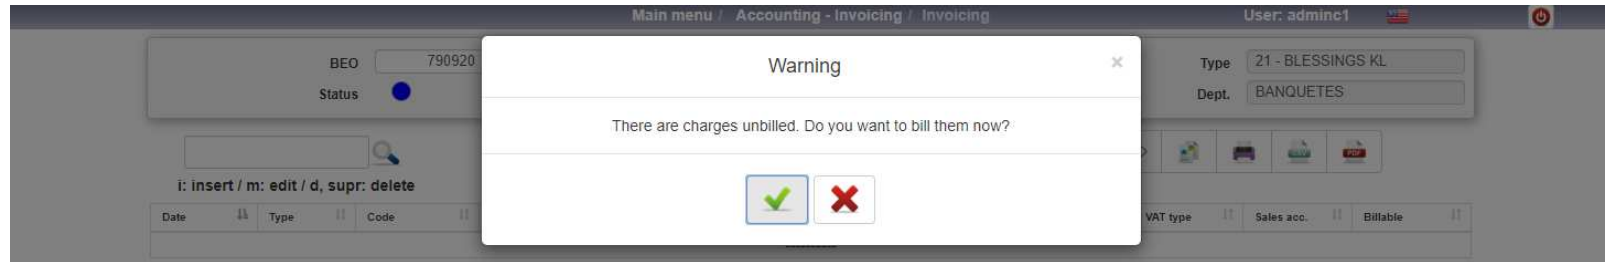 Main menu / Accounting - Invoicing / Invoicing User: adminc1
BEO 790920 Warning × Type 21 - BLESSINGS KL
Status Dept. BANQUETES
There are charges unbilled. Do you want to bill them now?
CSV PDF
i: insert / m: edit / d, supr: delete
Date Type Code VAT type Sales acc. Billable